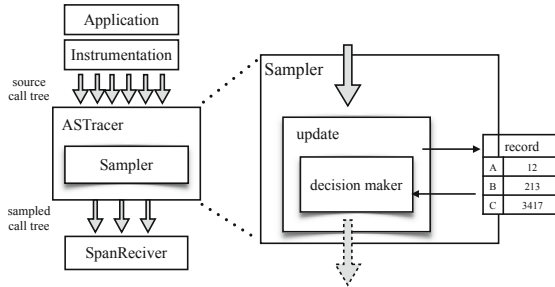 Application
Instrumentation
source
call tree
ASTracer
Sampler
sampled
call tree
SpanReciver
Sampler
update
decision maker
record
A 12
B 213
C 3417